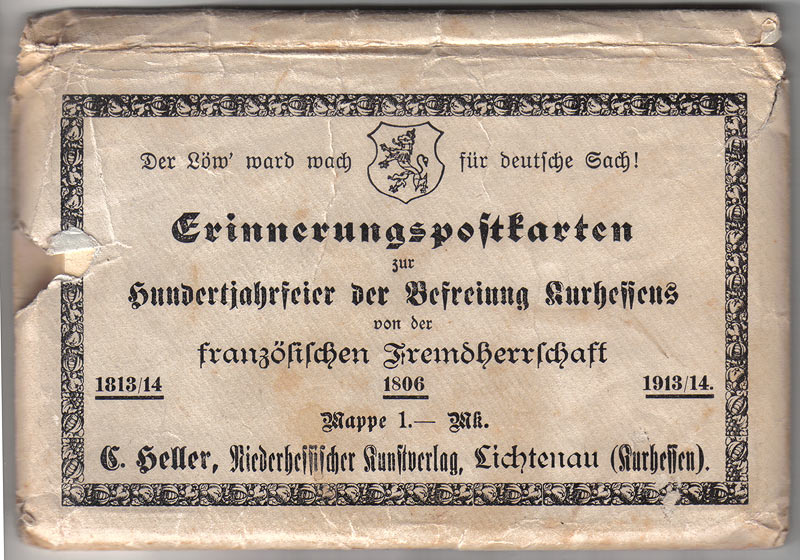 Der Löw' ward wach für deutsche Sach!
Erinnerungspostkarten
zur
Hundertjahrfeier der Befreiung Kurhessens
von der
französischen Fremdherrschaft
1813/14 1806 1913/14.
Mappe 1.— Mk.
C. Heller, Niederhessischer Kunstverlag, Lichtenau (Kurhessen).